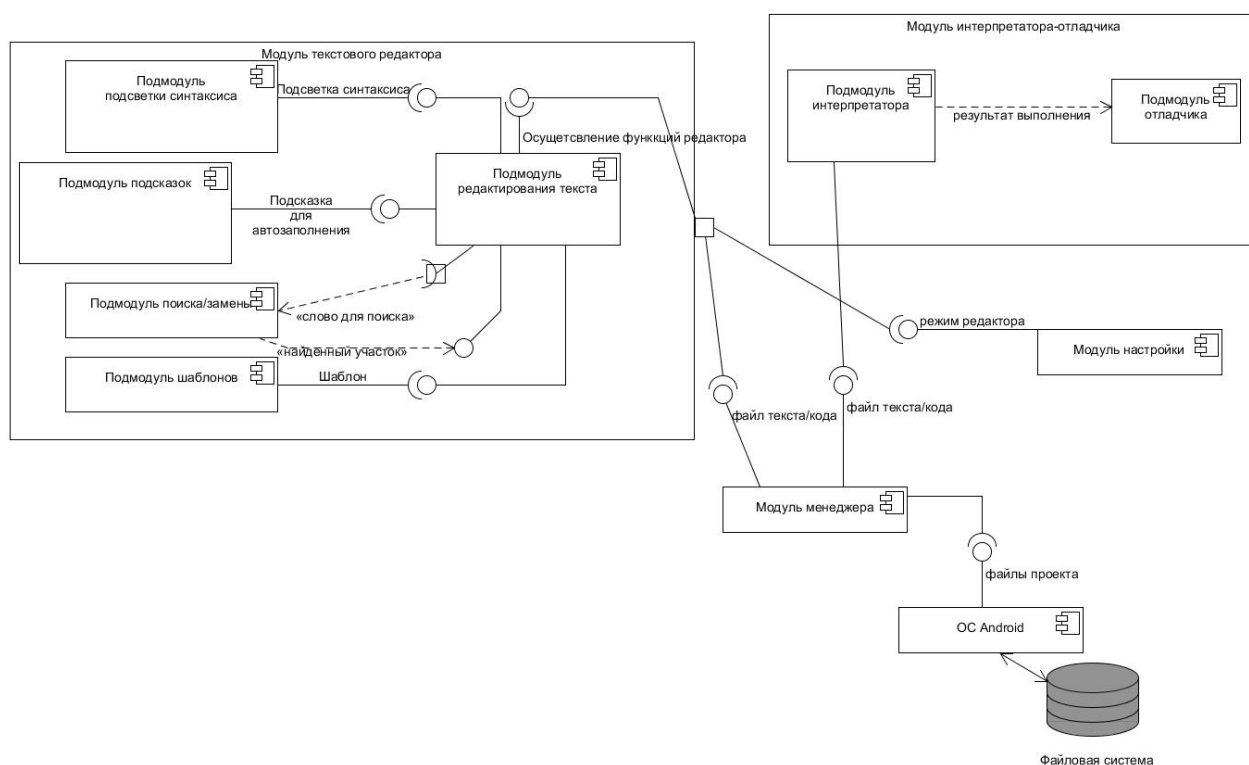 Модуль текстового редактора
Подмодуль
подсветки синтаксиса
Подсветка синтаксиса
Осущетсвление функкций редактора
Подмодуль подсказок
Подсказка
для
автозаполнения
Подмодуль
редактирования текста
Подмодуль поиска/замены
«слово для поиска»
«найденный участок»
Подмодуль шаблонов
Шаблон
Модуль интерпретатора-отладчика
Подмодуль
интерпретатора
результат выполнения
Подмодуль
отладчика
режим редактора
Модуль настройки
файл текста/кода
файл текста/кода
Модуль менеджера
файлы проекта
ОС Android
Файловая система